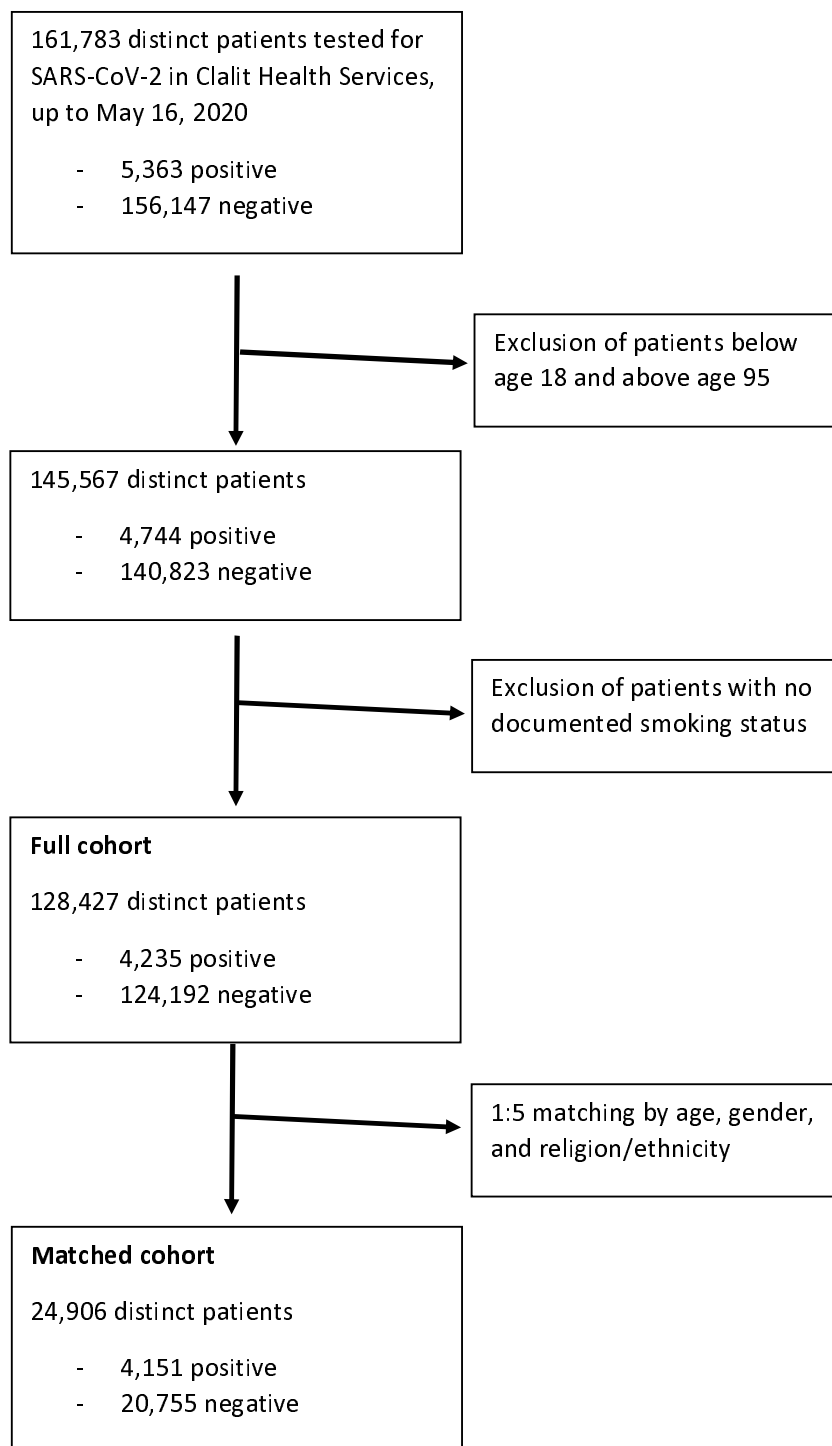 161,783 distinct patients tested for
SARS-CoV-2 in Clalit Health Services,
up to May 16, 2020
- 5,363 positive
- 156,147 negative
Exclusion of patients below
age 18 and above age 95
145,567 distinct patients
- 4,744 positive
- 140,823 negative
Exclusion of patients with no
documented smoking status
Full cohort
128,427 distinct patients
- 4,235 positive
- 124,192 negative
1:5 matching by age, gender,
and religion/ethnicity
Matched cohort
24,906 distinct patients
- 4,151 positive
- 20,755 negative